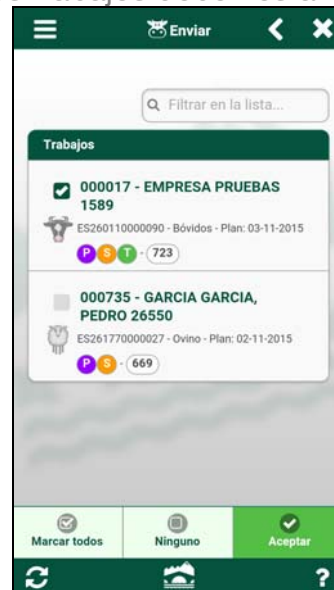 Enviar
Filtrar en la lista...
Trabajos
000017 - EMPRESA PRUEBAS
1589
ES260110000090 - Bóvidos - Plan: 03-11-2015
P S T - 723
000735 - GARCIA GARCIA,
PEDRO 26550
ES261770000027 - Ovino - Plan: 02-11-2015
P S - 669
Marcar todos Ninguno Aceptar
?